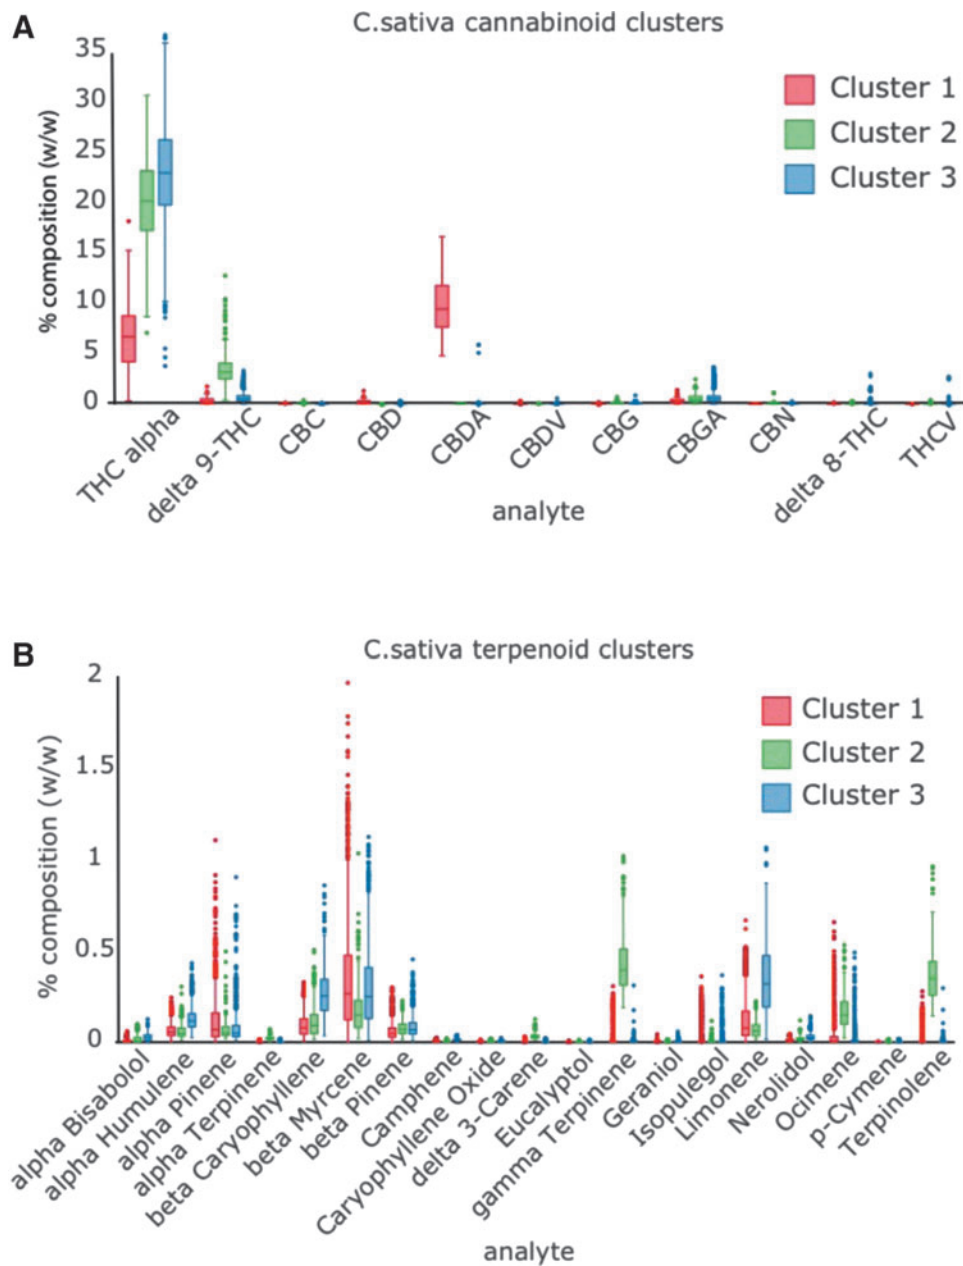 A
C.sativa cannabinoid clusters
% composition (w/w)
35
30
25
20
15
10
5
0
Cluster 1
Cluster 2
Cluster 3
THC alpha
delta 9-THC
CBC
CBD
CBDA
CBDV
CBG
CBGA
CBN
delta 8-THC
THCV
analyte
B
C.sativa terpenoid clusters
% composition (w/w)
2
1.5
1
0.5
0
Cluster 1
Cluster 2
Cluster 3
alpha Bisabolol
alpha Humulene
alpha Pinene
alpha Terpinene
beta Caryophyllene
beta Myrcene
beta Pinene
Camphene
Caryophyllene Oxide
delta 3-Carene
Eucalyptol
gamma Terpinene
Geraniol
Isopulegol
Limonene
Nerolidol
Ocimene
p-Cymene
Terpinolene
analyte